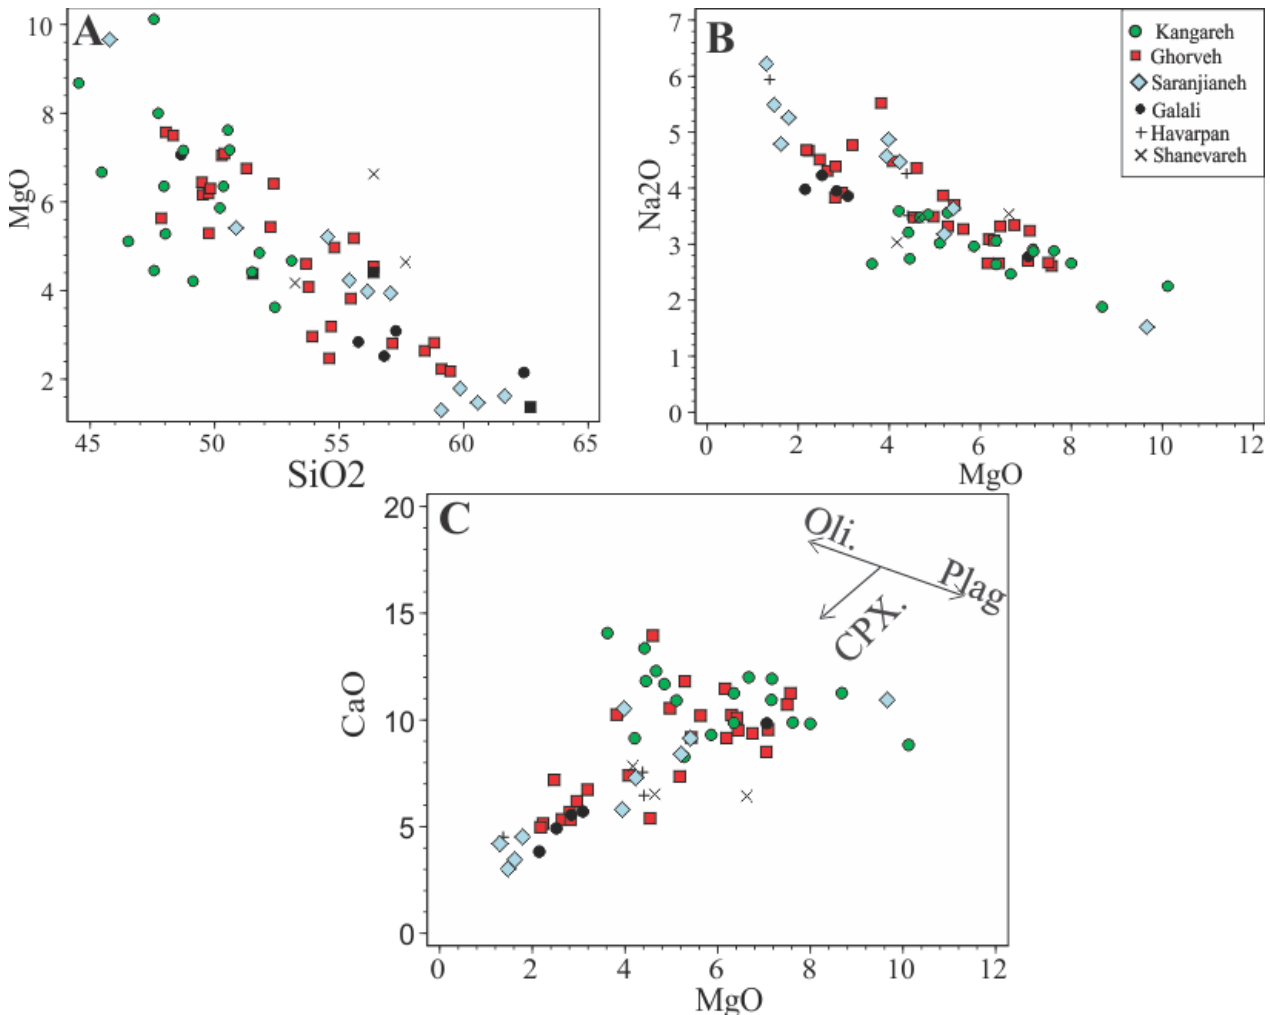 A
MgO
10
8
6
4
2
45
50
55
60
65
SiO2
B
Na2O
7
6
5
4
3
2
1
0
0
2
4
6
8
10
12
MgO
Kangareh
Ghorveh
Saranjianeh
Galali
Havarpan
Shanevareh
C
CaO
20
15
10
5
0
0
2
4
6
8
10
12
MgO
Oli.
Plag
CPX.